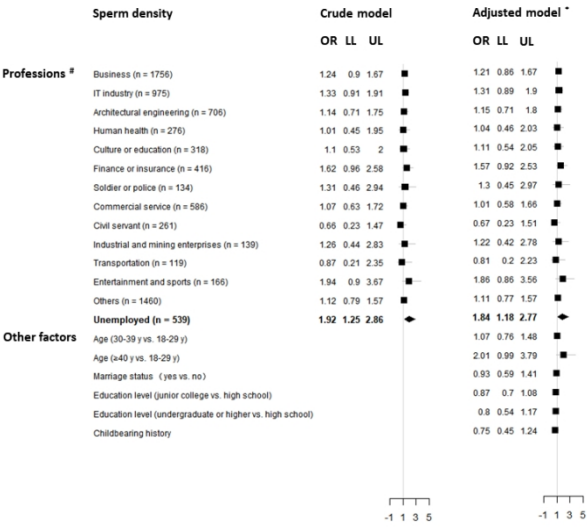 Sperm density Crude model Adjusted model *
OR LL UL OR LL UL
Professions #
Business (n = 1756) 1.24 0.9 1.67 1.21 0.86 1.67
IT industry (n = 975) 1.33 0.91 1.91 1.31 0.89 1.9
Architectural engineering (n = 706) 1.14 0.71 1.75 1.15 0.71 1.8
Human health (n = 276) 1.01 0.45 1.95 1.04 0.46 2.03
Culture or education (n = 318) 1.1 0.53 2 1.11 0.54 2.05
Finance or insurance (n = 416) 1.62 0.96 2.58 1.57 0.92 2.53
Soldier or police (n = 134) 1.31 0.46 2.94 1.3 0.45 2.97
Commercial service (n = 586) 1.07 0.63 1.72 1.01 0.58 1.66
Civil servant (n = 261) 0.66 0.23 1.47 0.67 0.23 1.51
Industrial and mining enterprises (n = 139) 1.26 0.44 2.83 1.22 0.42 2.78
Transportation (n = 119) 0.87 0.21 2.35 0.81 0.2 2.23
Entertainment and sports (n = 166) 1.94 0.9 3.67 1.86 0.86 3.56
Others (n = 1460) 1.12 0.79 1.57 1.11 0.77 1.57
Unemployed (n = 539) 1.92 1.25 2.86 1.84 1.18 2.77
Other factors
Age (30-39 y vs. 18-29 y) 1.07 0.76 1.48
Age (≥40 y vs. 18-29 y) 2.01 0.99 3.79
Marriage status (yes vs. no) 0.93 0.59 1.41
Education level (junior college vs. high school) 0.87 0.7 1.08
Education level (undergraduate or higher vs. high school) 0.8 0.54 1.17
Childbearing history 0.75 0.45 1.24
-1 1 3 5 -1 1 3 5